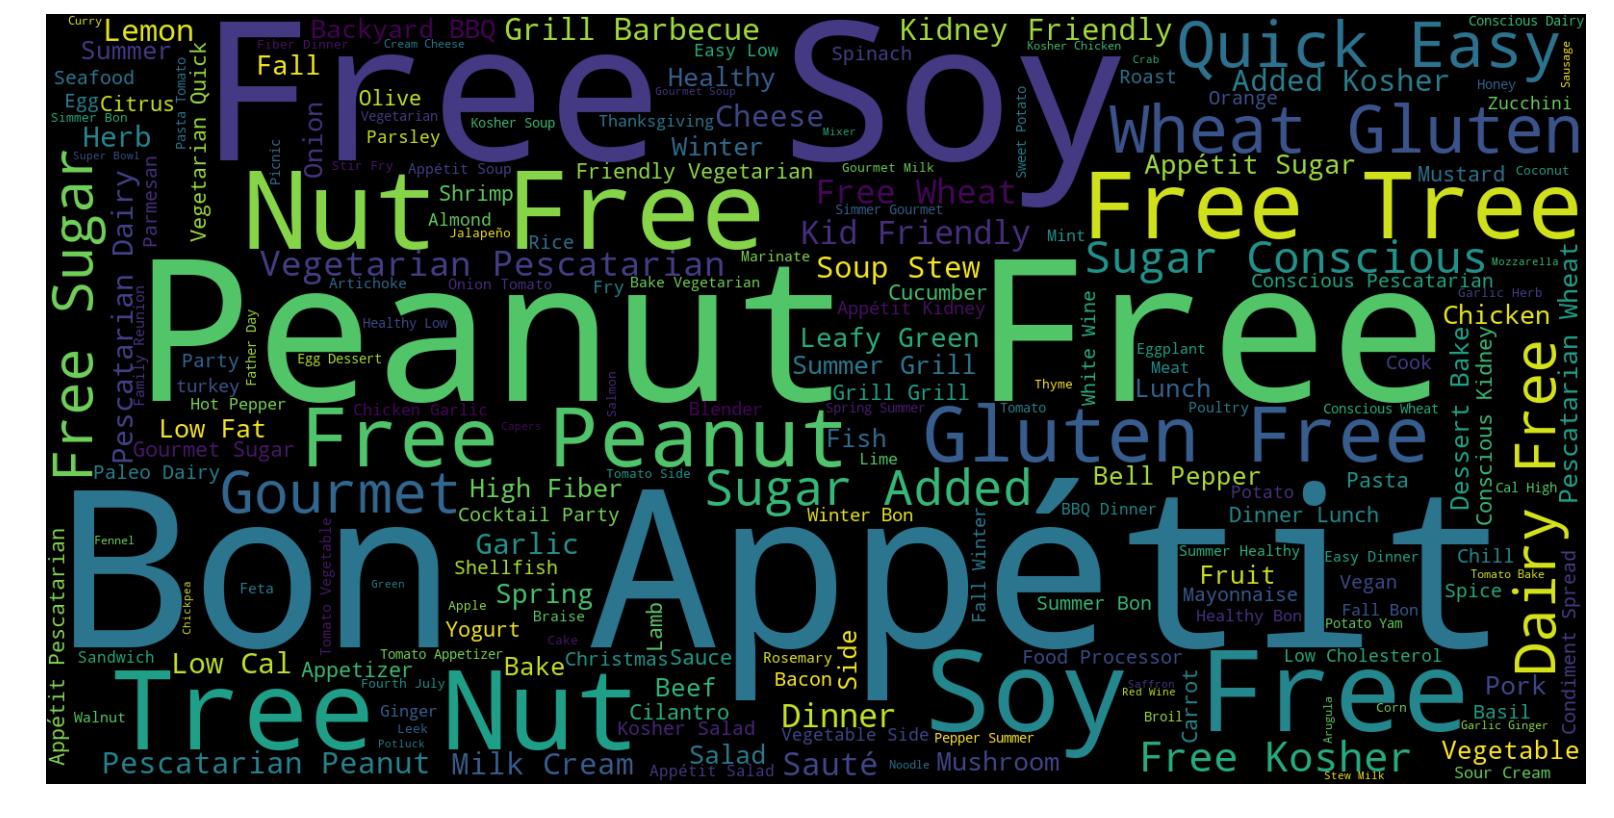 Curry
Lemon
Backyard BBQ
Grill Barbecue
Kidney Friendly
Conscious Dairy
Summer
Fiber Dinner
Cream Cheese
Free Soy
Easy Low
Spinach
Kosher Chicken
Quick Easy
Sausage
Fall
Healthy
Crab
Seafood
Pasta Tomato
Vegetarian Quick
Roast
Added Kosher
Honey
Egg
Citrus
Olive
Gourmet Soup
Orange
Zucchini
Simmer Bon
Herb
Onion
Vegetarian
Parsley
Kosher Soup
Thanksgiving
Cheese
Mixer
Sweet Potato
Wheat Gluten
Winter
Super Bowl
Picnic
Stir Fry
Appétit Soup
Friendly Vegetarian
Gourmet Milk
Appétit Sugar
Mustard
Coconut
Free Sugar
Pescatarian Dairy
Parmesan
Nut Free
Shrimp
Free Wheat
Free Tree
Almond
Jalapeño
Simmer Gourmet
Rice
Kid Friendly
Mint
Vegetarian Pescatarian
Marinate
Soup Stew
Sugar Conscious
Mozzarella
Artichoke
Onion Tomato
Fry
Bake Vegetarian
Cucumber
Conscious Pescatarian
Garlic Herb
Pescatarian Wheat
Peanut Free
Family Reunion
Father Day
Healthy Low
Appétit Kidney
White Wine
Chicken
Leafy Green
Party
Egg Dessert
Summer Grill
Eggplant
Meat
Cook
Dessert Bake
Conscious Kidney
turkey
Salmon
Grill Grill
Thyme
Lunch
Hot Pepper
Chicken Garlic
Blender
Spring Summer
Tomato
Poultry
Conscious Wheat
Low Fat
Free Peanut
Capers
Fish
Gluten Free
Dairy Free
Gourmet Sugar
Lime
Paleo Dairy
Tomato Side
Bell Pepper
Pasta
Cal High
Gourmet
High Fiber
Sugar Added
Potato
Cocktail Party
Winter Bon
BBQ Dinner
Dinner Lunch
Bon Appétit
Appétit Pescatarian
Fennel
Tomato Vegetable
Garlic
Fall Winter
Summer Healthy
Easy Dinner
Chill
Shellfish
Fruit
Tomato Bake
Condiment Spread
Feta
Green
Spring
Mayonnaise
Vegan
Spice
Chickpea
Apple
Braise
Lamb
Summer Bon
Healthy Bon
Fall Bon
Potato Yam
Yogurt
Cake
Side
Sandwich
Low Cal
Appetizer
Tomato Appetizer
Bake
Christmas
Sauce
Rosemary
Food Processor
Low Cholesterol
Tree Nut
Fourth July
Beef
Bacon
Soy Free
Saffron
Red Wine
Pork
Walnut
Ginger
Cilantro
Dinner
Carrot
Corn
Basil
Leek
Kosher Salad
Vegetable Side
Pepper Summer
Broil
Arugula
Garlic Ginger
Potluck
Salad
Free Kosher
Vegetable
Pescatarian Peanut
Milk Cream
Appétit Salad
Sauté
Noodle
Mushroom
Stew Milk
Sour Cream